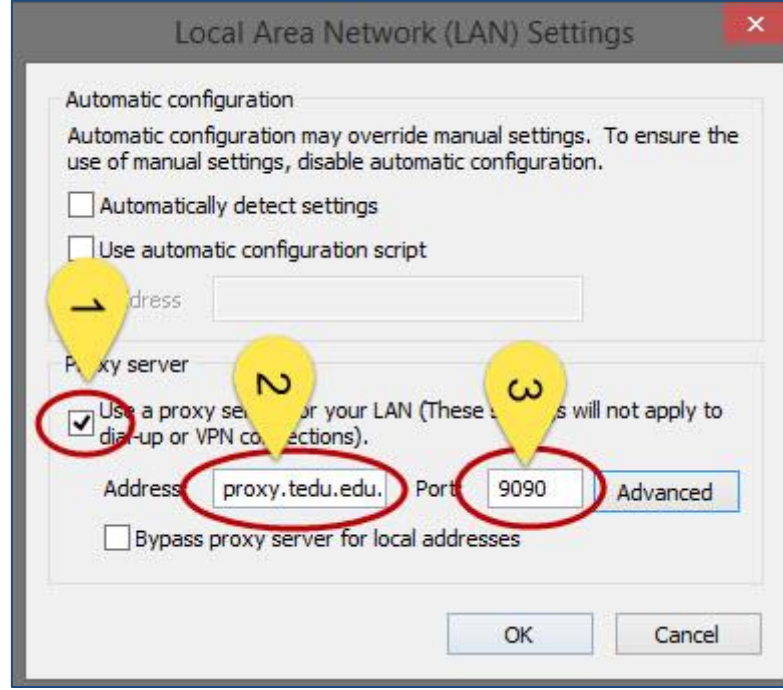 Local Area Network (LAN) Settings
Automatic configuration
Automatic configuration may override manual settings. To ensure the
use of manual settings, disable automatic configuration.
Automatically detect settings
Use automatic configuration script
1
dress
Proxy server
2
3
Use a proxy se or your LAN (These s s will not apply to
dial-up or VPN co ections).
Address proxy.tedu.edu. Port 9090 Advanced
Bypass proxy server for local addresses
OK Cancel